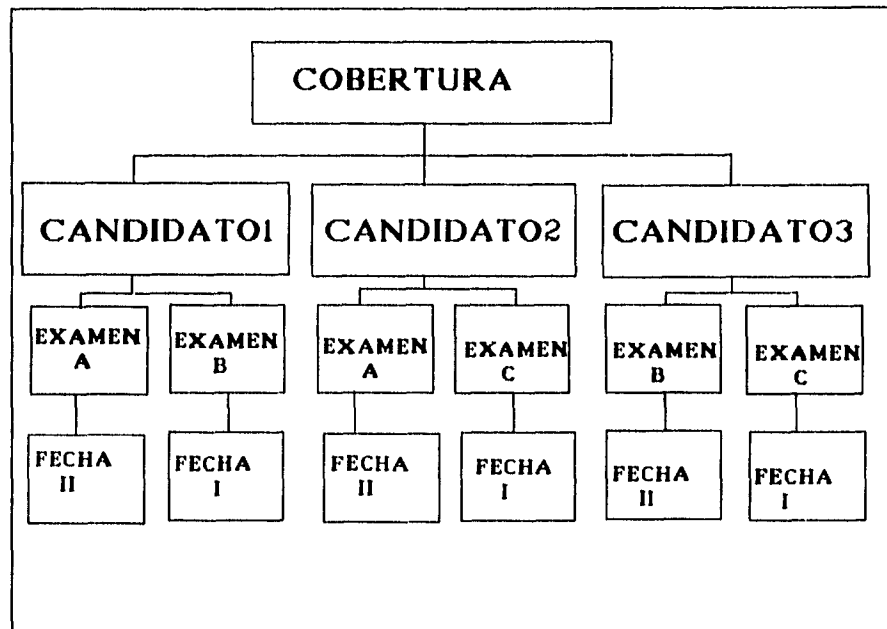 COBERTURA
CANDIDATO1
CANDIDATO2
CANDIDATO3
EXAMEN
A
EXAMEN
B
EXAMEN
A
EXAMEN
C
EXAMEN
B
EXAMEN
C
FECHA
II
FECHA
I
FECHA
II
FECHA
I
FECHA
II
FECHA
I